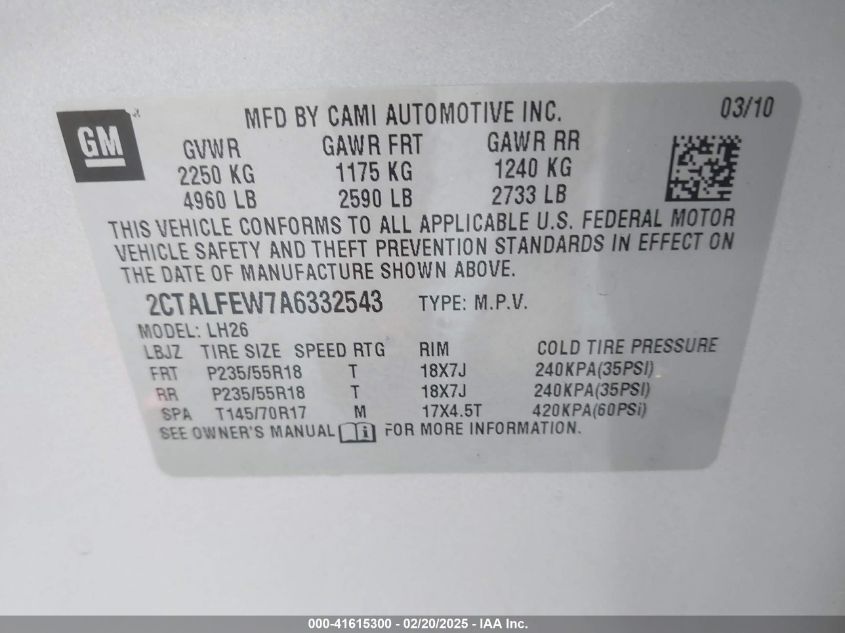 GM
MFD BY CAMI AUTOMOTIVE INC. 03/10
GVWR GAWR FRT GAWR RR
2250 KG 1175 KG 1240 KG
4960 LB 2590 LB 2733 LB
THIS VEHICLE CONFORMS TO ALL APPLICABLE U.S. FEDERAL MOTOR
VEHICLE SAFETY AND THEFT PREVENTION STANDARDS IN EFFECT ON
THE DATE OF MANUFACTURE SHOWN ABOVE.
2CTALFEW7A6332543 TYPE: M.P.V.
MODEL: LH26
LBJZ TIRE SIZE SPEED RTG RIM COLD TIRE PRESSURE
FRT P235/55R18 T 18X7J 240KPA(35PSI)
RR P235/55R18 T 18X7J 240KPA(35PSI)
SPA T145/70R17 M 17X4.5T 420KPA(60PSi)
SEE OWNER'S MANUAL i FOR MORE INFORMATION.
000-41615300 - 02/20/2025 - IAA Inc.